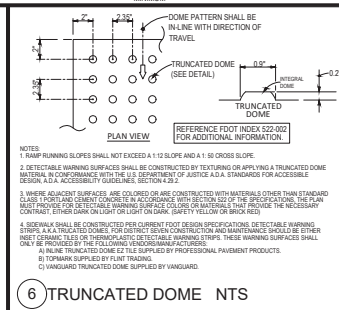 2"
2.35"
DOME PATTERN SHALL BE
IN-LINE WITH DIRECTION OF
TRAVEL
2"
2.35"
TRUNCATED DOME
(SEE DETAIL)
0.9"
0.2
INTEGRAL
DOME
TRUNCATED
DOME
PLAN VIEW
REFERENCE FDOT INDEX 522-002
FOR ADDITIONAL INFORMATION.
NOTES:
1. RAMP RUNNING SLOPES SHALL NOT EXCEED A 1:12 SLOPE AND A 1: 50 CROSS SLOPE.
2. DETECTABLE WARNING SURFACES SHALL BE CONSTRUCTED BY TEXTURING OR APPLYING A TRUNCATED DOME
MATERIAL IN CONFORMANCE WITH THE U.S. DEPARTMENT OF JUSTICE A.D.A. STANDARDS FOR ACCESSIBLE
DESIGN, A.D.A. ACCESSIBILITY GUIDELINES, SECTION 4.29.2.
3. WHERE ADJACENT SURFACES ARE COLORED OR ARE CONSTRUCTED WITH MATERIALS OTHER THAN STANDARD
CLASS 1 PORTLAND CEMENT CONCRETE IN ACCORDANCE WITH SECTION 522 OF THE SPECIFICATIONS, THE PLAN
MUST PROVIDE FOR DETECTABLE WARNING SURFACE COLORS OR MATERIALS THAT PROVIDE THE NECESSARY
CONTRAST, EITHER DARK ON LIGHT OR LIGHT ON DARK. (SAFETY YELLOW OR BRICK RED)
4. SIDEWALK SHALL BE CONSTRUCTED PER CURRENT FDOT DESIGN SPECIFICATIONS, DETECTABLE WARNING
STRIPS, A.K.A.TRUCATED DOMES, FOR DISTRICT SEVEN CONSTRUCTION AND MAINTENANCE SHOULD BE EITHER
INSET CERAMIC TILES OR THERMOPLASTIC DETECTABLE WARNING STRIPS. THESE WARNING SURFACES SHALL
ONLY BE PROVIDED BY THE FOLLOWING VENDORS/MANUFACTURERS:
A) INLINE TRUNCATED DOME EZ TILE SUPPLIED BY PROFESSIONAL PAVEMENT PRODUCTS.
B) TOPMARK SUPPLIED BY FLINT TRADING.
C) VANGUARD TRUNCATED DOME SUPPLIED BY VANGUARD.
6 TRUNCATED DOME NTS